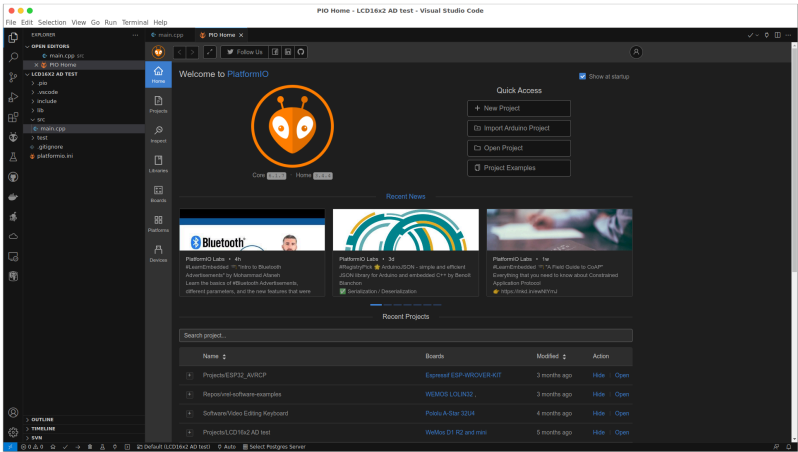 PIO Home - LCD16x2 AD test - Visual Studio Code
File Edit Selection View Go Run Terminal Help
EXPLORER
main.cpp
PIO Home
OPEN EDITORS
main.cpp src
PIO Home
LCD16X2 AD TEST
.pio
.vscode
include
lib
src
main.cpp
test
.gitignore
platformio.ini
OUTLINE
TIMELINE
SVN
Follow Us
Home
Projects
Inspect
Libraries
Boards
Platforms
Devices
Welcome to PlatformIO
Show at startup
Core
Home
Quick Access
New Project
Import Arduino Project
Open Project
Project Examples
Recent News
Bluetooth
PlatformIO Labs • 4h
#LearnEmbedded "Intro to Bluetooth
Advertisements" by Mohammad Afaneh
Learn the basics of #Bluetooth Advertisements,
different parameters, and the new features that were
PlatformIO Labs • 3d
#RegistryPick ArduinoJSON - simple and efficient
JSON library for Arduino and embedded C++ by Benoit
Blanchon
Serialization / Deserialization
PlatformIO Labs • 1w
#LearnEmbedded "A Field Guide to CoAP"
Everything that you need to know about Constrained
Application Protocol
Recent Projects
Search project...
Name Boards Modified Action
Projects/ESP32_AVRCP Espressif ESP-WROVER-KIT 3 months ago Hide Open
Repos/vrel-software-examples WEMOS LOLIN32 , 3 months ago Hide Open
Software/Video Editing Keyboard Pololu A-Star 32U4 4 months ago Hide Open
Projects/LCD16x2 AD test WeMos D1 R2 and mini 5 months ago Hide Open
0 0 Default (LCD16x2 AD test) Auto Select Postgres Server